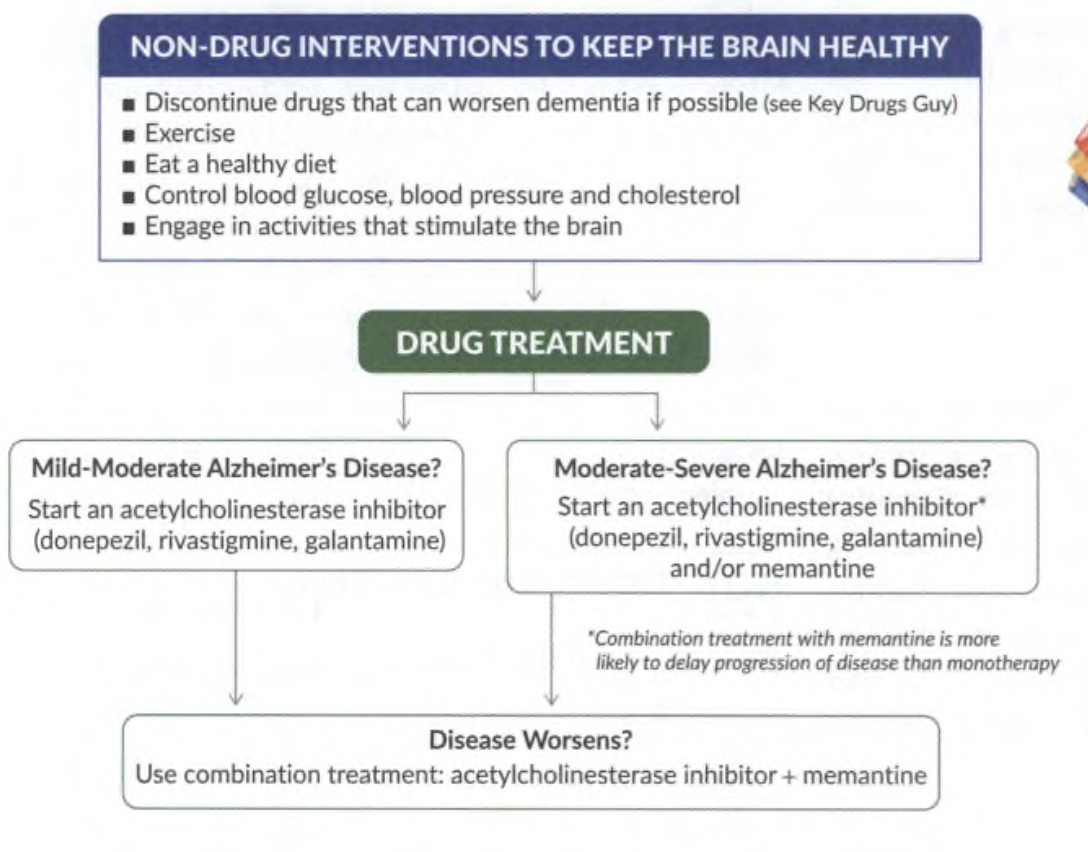 NON-DRUG INTERVENTIONS TO KEEP THE BRAIN HEALTHY
■ Discontinue drugs that can worsen dementia if possible (see Key Drugs Guy)
■ Exercise
■ Eat a healthy diet
■ Control blood glucose, blood pressure and cholesterol
■ Engage in activities that stimulate the brain
DRUG TREATMENT
Mild-Moderate Alzheimer's Disease?
Start an acetylcholinesterase inhibitor
(donepezil, rivastigmine, galantamine)
Moderate-Severe Alzheimer's Disease?
Start an acetylcholinesterase inhibitor*
(donepezil, rivastigmine, galantamine)
and/or memantine
*Combination treatment with memantine is more
likely to delay progression of disease than monotherapy
Disease Worsens?
Use combination treatment: acetylcholinesterase inhibitor + memantine